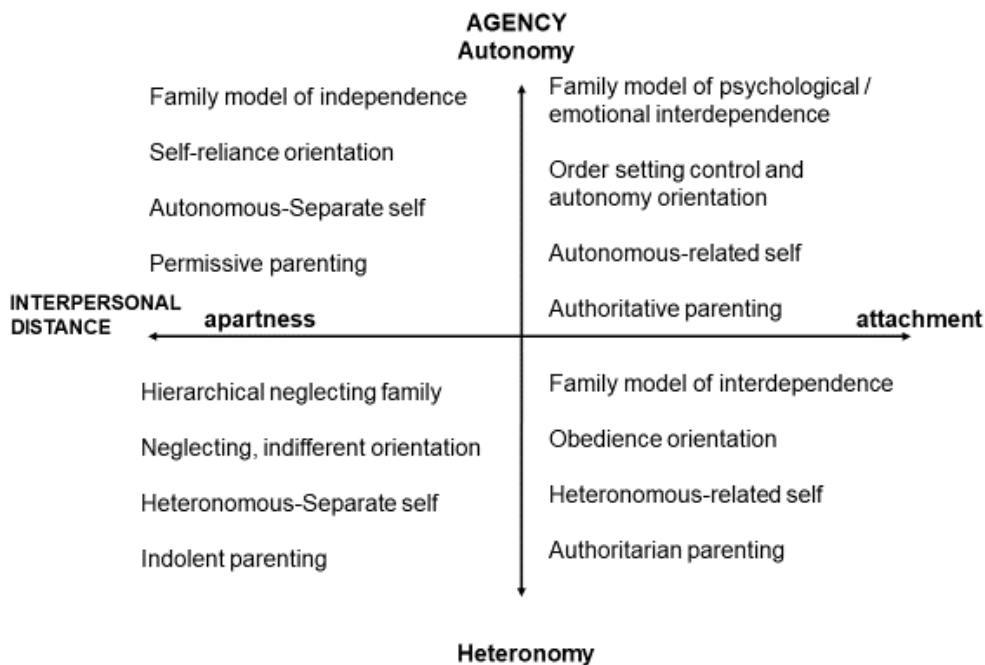 AGENCY
Autonomy
Family model of independence
Self-reliance orientation
Autonomous-Separate self
Permissive parenting
Family model of psychological /
emotional interdependence
Order setting control and
autonomy orientation
Autonomous-related self
Authoritative parenting
INTERPERSONAL
DISTANCE
apartness
attachment
Hierarchical neglecting family
Neglecting, indifferent orientation
Heteronomous-Separate self
Indolent parenting
Family model of interdependence
Obedience orientation
Heteronomous-related self
Authoritarian parenting
Heteronomy